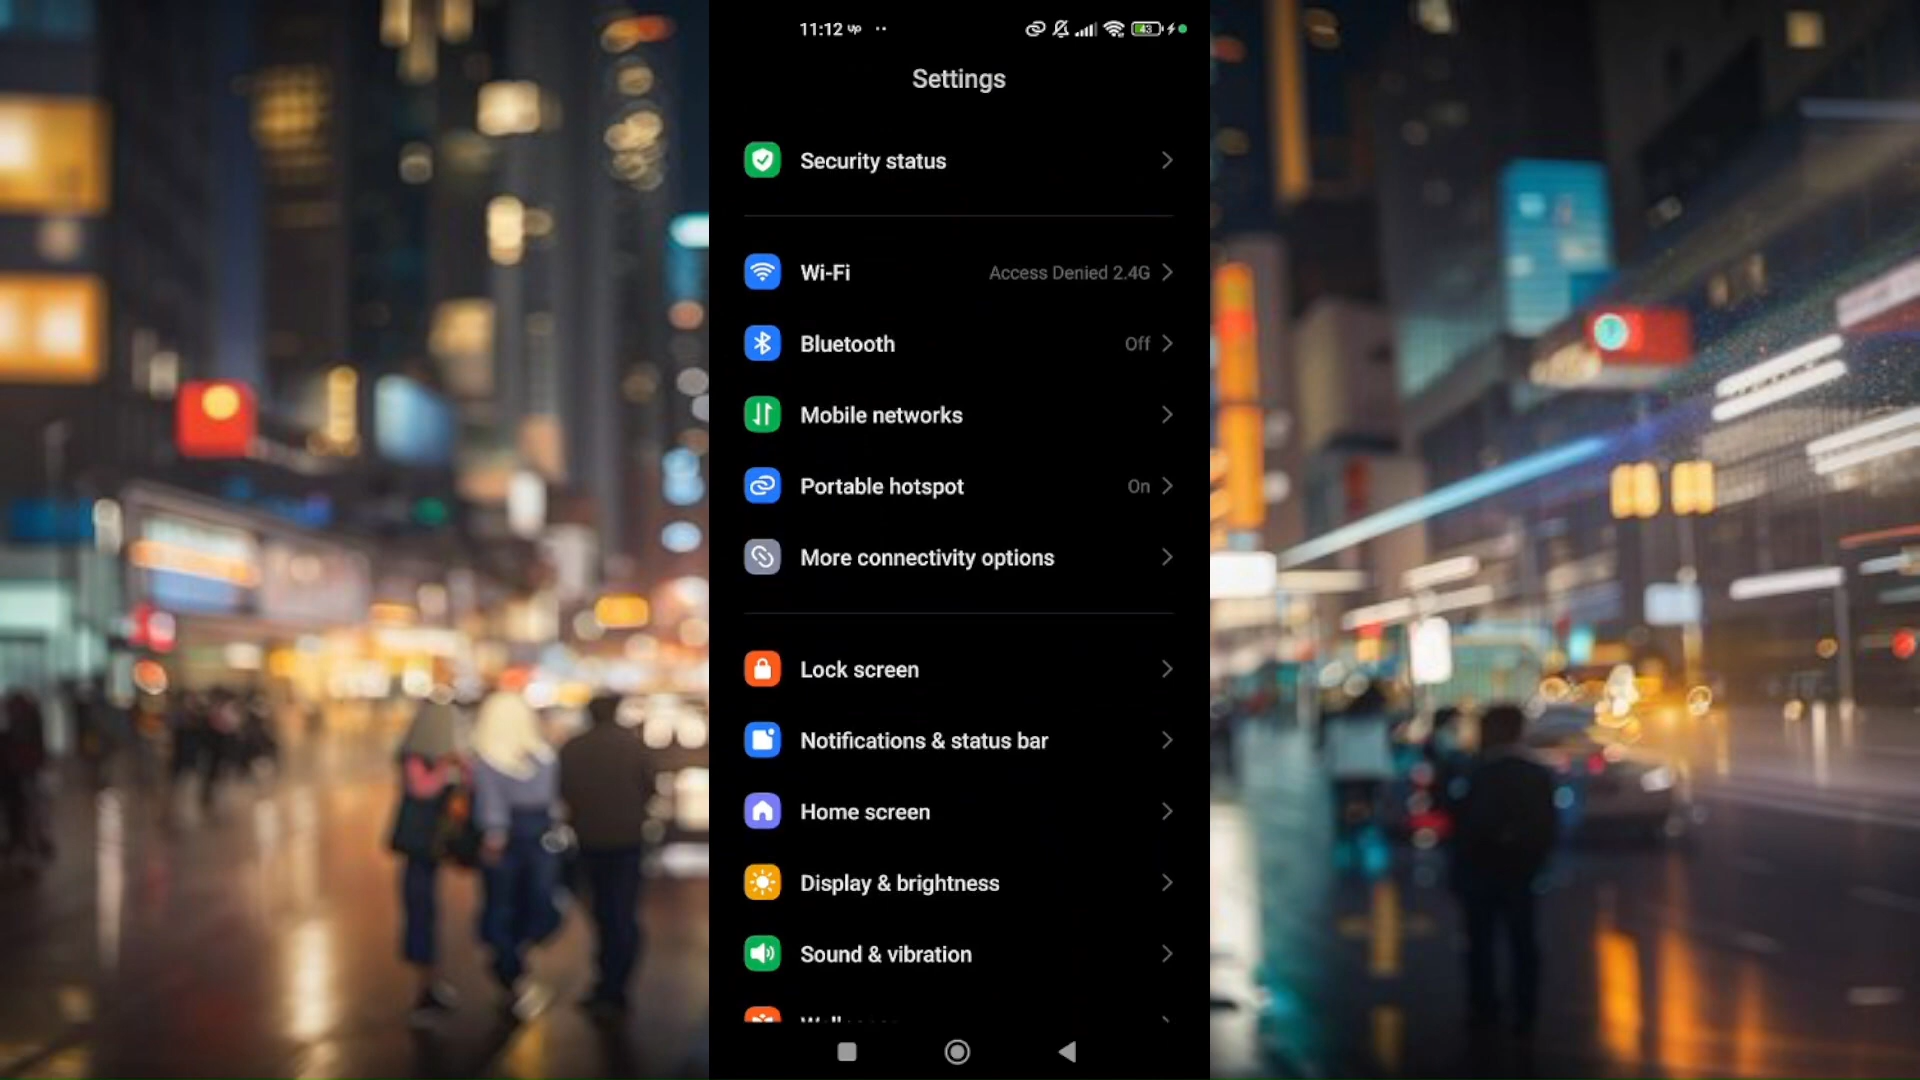 11:12
43
Settings
Security status
Wi-Fi
Access Denied 2.4G
Bluetooth
Off
Mobile networks
Portable hotspot
On
More connectivity options
Lock screen
Notifications & status bar
Home screen
Display & brightness
Sound & vibration